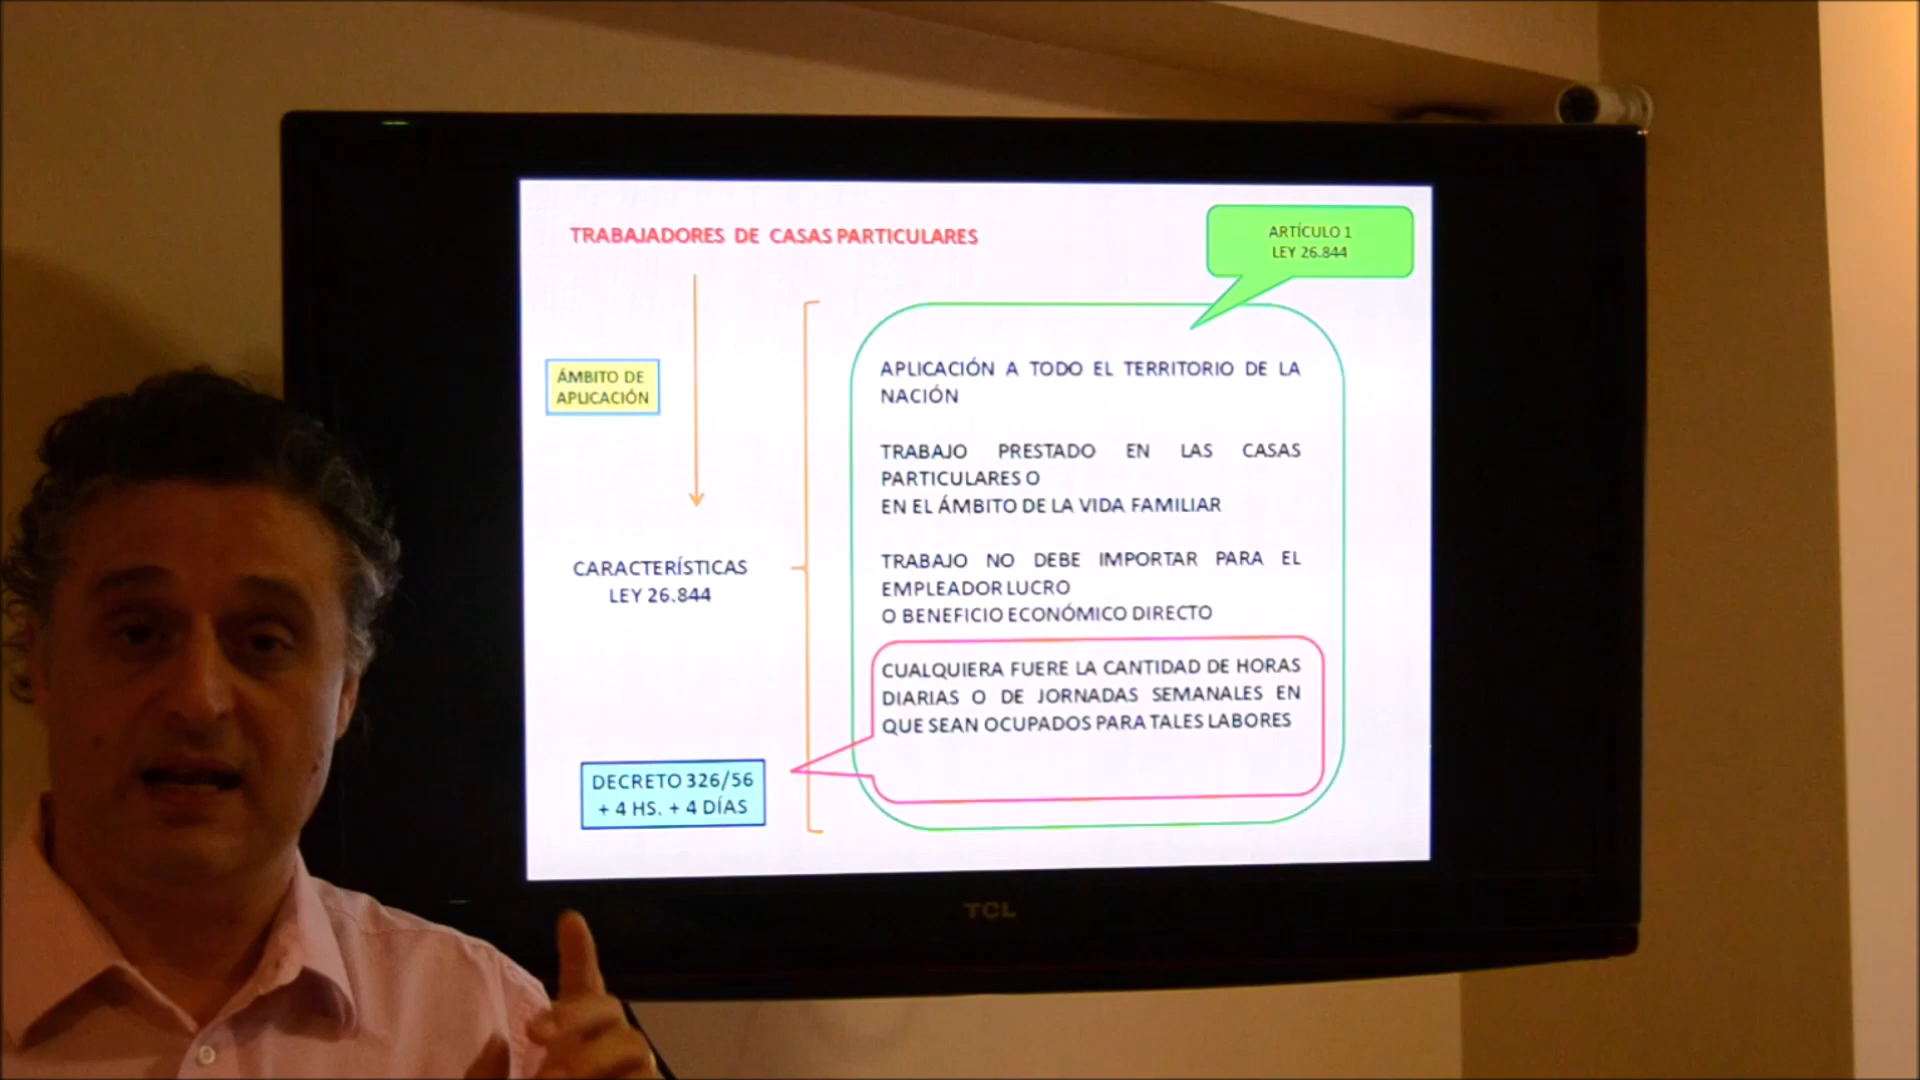 TRABAJADORES DE CASAS PARTICULARES
ARTÍCULO 1
LEY 26.844
ÁMBITO DE
APLICACIÓN
CARACTERÍSTICAS
LEY 26.844
APLICACIÓN A TODO EL TERRITORIO DE LA
NACIÓN
TRABAJO PRESTADO EN LAS CASAS
PARTICULARES O
EN EL ÁMBITO DE LA VIDA FAMILIAR
TRABAJO NO DEBE IMPORTAR PARA EL
EMPLEADOR LUCRO
O BENEFICIO ECONÓMICO DIRECTO
CUALQUIERA FUERE LA CANTIDAD DE HORAS
DIARIAS O DE JORNADAS SEMANALES EN
QUE SEAN OCUPADOS PARA TALES LABORES
DECRETO 326/56
+ 4 HS. + 4 DÍAS
TCL